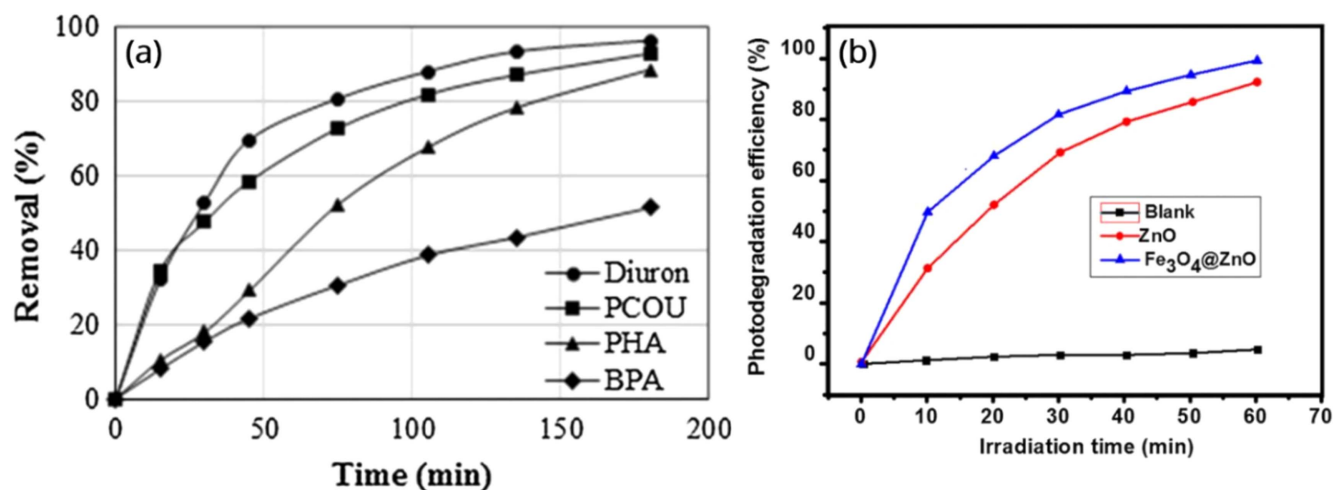 (a)
Removal (%)
100
80
60
40
20
0
0 50 100 150 200
Time (min)
Diuron
PCOU
PHA
BPA
(b)
Photodegradation efficiency (%)
100
80
60
40
20
0
0 10 20 30 40 50 60 70
Irradiation time (min)
Blank
ZnO
Fe₃O₄@ZnO